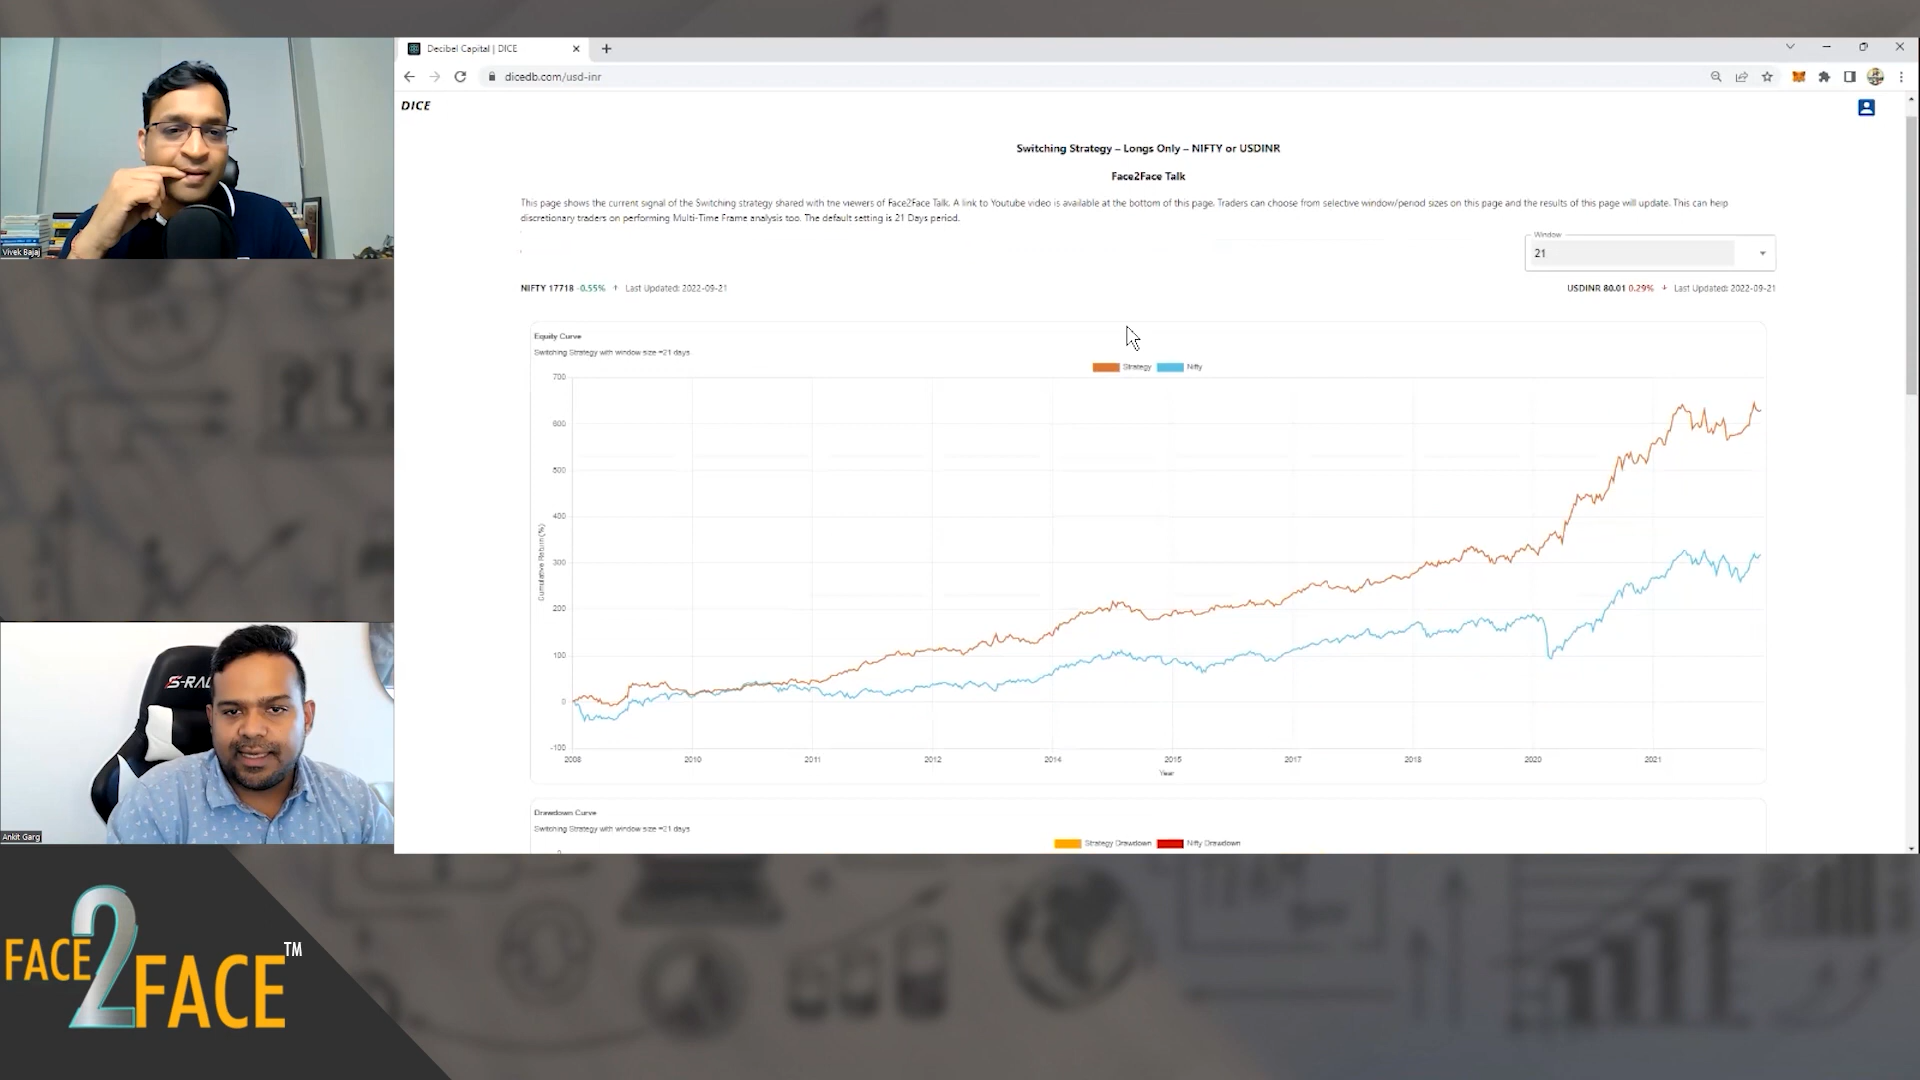 Decibel Capital | DICE
dicedb.com/usd-inr
DICE
Switching Strategy – Longs Only – NIFTY or USDINR
Face2Face Talk
This page shows the current signal of the Switching strategy shared with the viewers of Face2Face Talk. A link to Youtube video is available at the bottom of this page. Traders can choose from selective window/period sizes on this page and the results of this page will update. This can help
discretionary traders on performing Multi-Time Frame analysis too. The default setting is 21 Days period.
Window
21
NIFTY 17718 -0.55% ↑ Last Updated: 2022-09-21
USDINR 80.01 0.29% ↓ Last Updated: 2022-09-21
Equity Curve
Switching Strategy with window size =21 days
Strategy Nifty
700
600
500
400
300
200
100
0
-100
Cumulative Return (%)
2008 2010 2011 2012 2014 2015 2017 2018 2020 2021
Year
Drawdown Curve
Switching Strategy with window size =21 days
Strategy Drawdown Nifty Drawdown
0
Vivek Bajaj
Ankit Garg
FACE 2 FACE TM